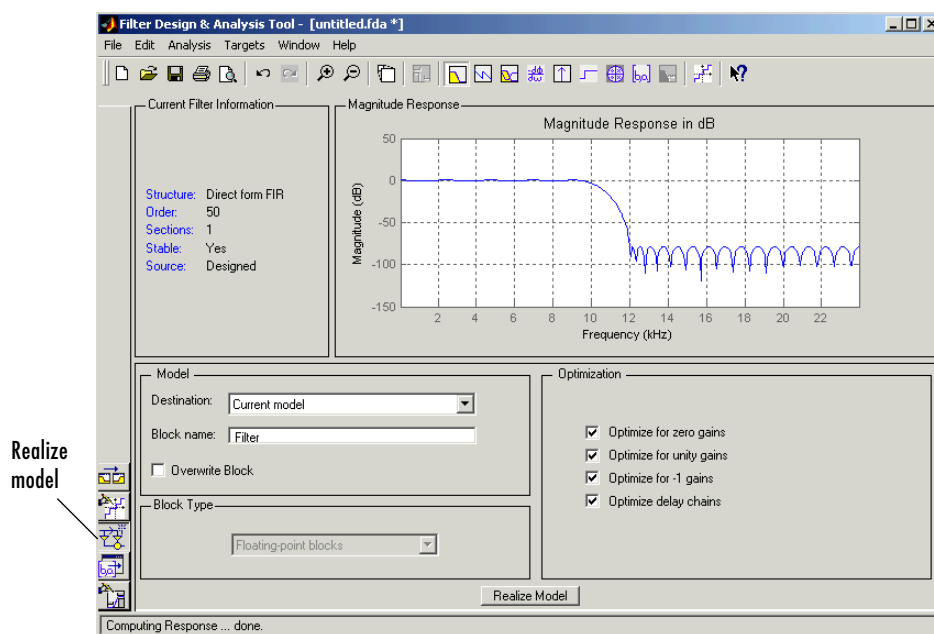 Filter Design & Analysis Tool - [untitled.fda *]
File Edit Analysis Targets Window Help
Current Filter Information
Structure: Direct form FIR
Order: 50
Sections: 1
Stable: Yes
Source: Designed
Magnitude Response
Magnitude Response in dB
50
0
-50
-100
-150
Magnitude (dB)
2 4 6 8 10 12 14 16 18 20 22
Frequency (kHz)
Model
Destination: Current model
Block name: Filter
Overwrite Block
Block Type
Floating-point blocks
Optimization
Optimize for zero gains
Optimize for unity gains
Optimize for -1 gains
Optimize delay chains
Realize
model
Realize Model
Computing Response ... done.